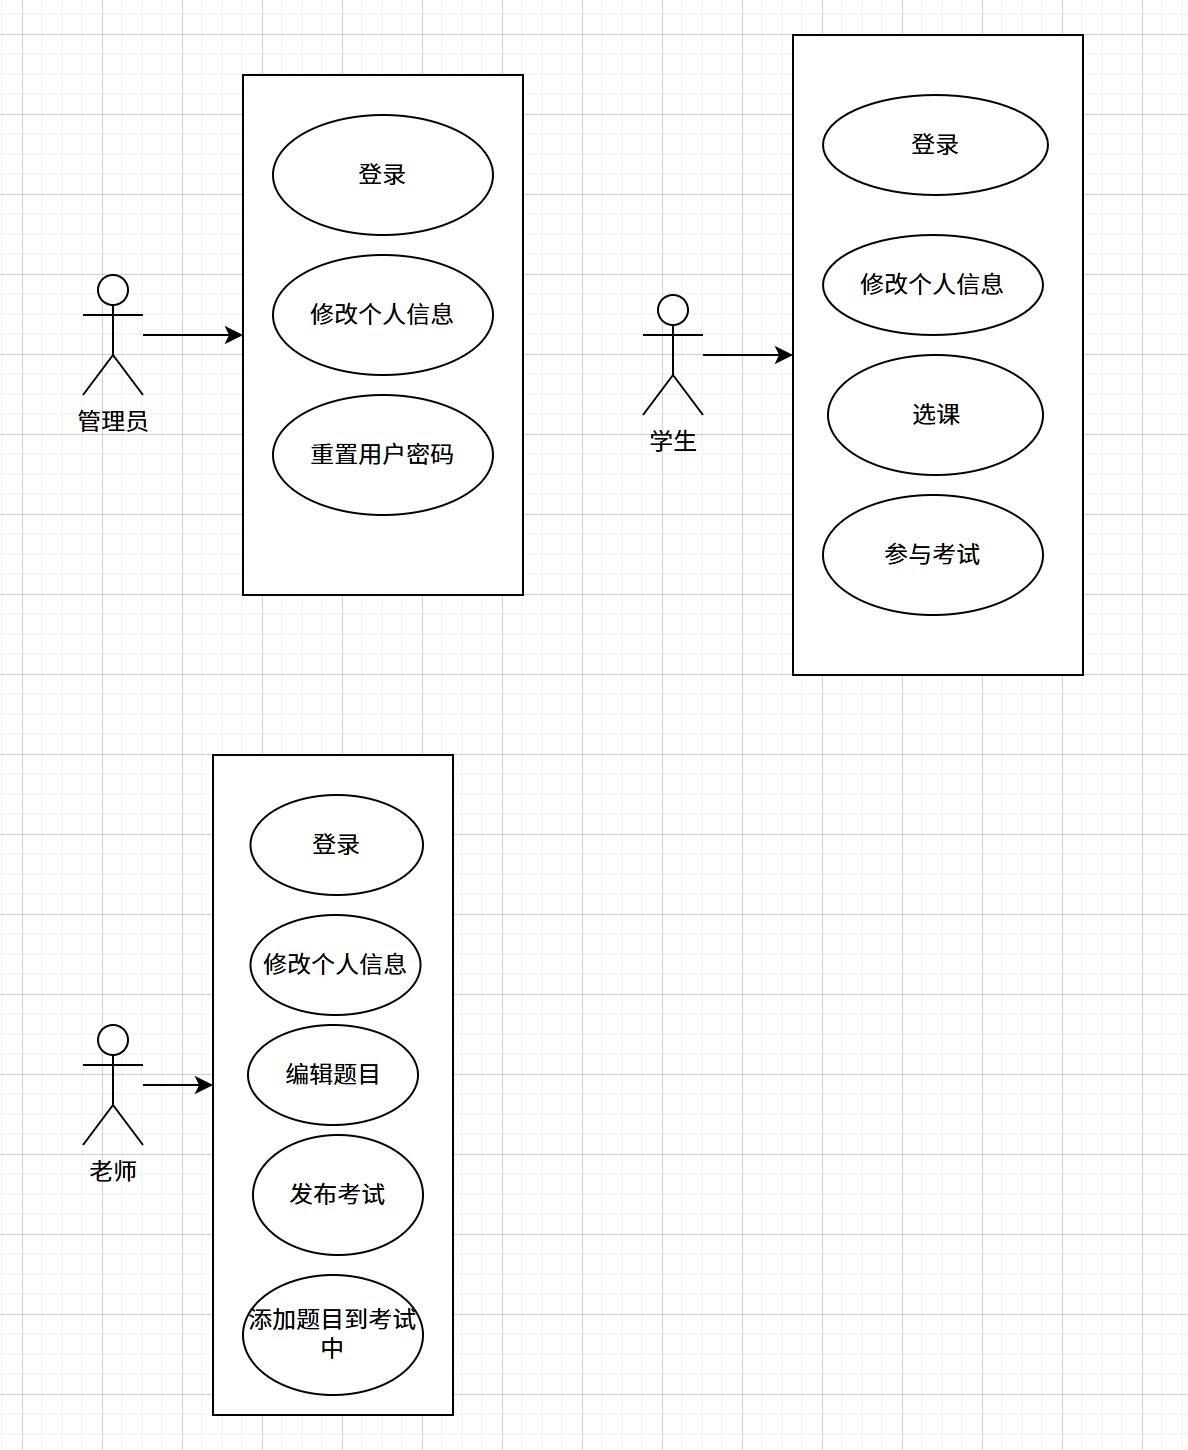 登录
修改个人信息
重置用户密码
管理员
登录
修改个人信息
选课
参与考试
学生
登录
修改个人信息
编辑题目
发布考试
添加题目到考试
中
老师